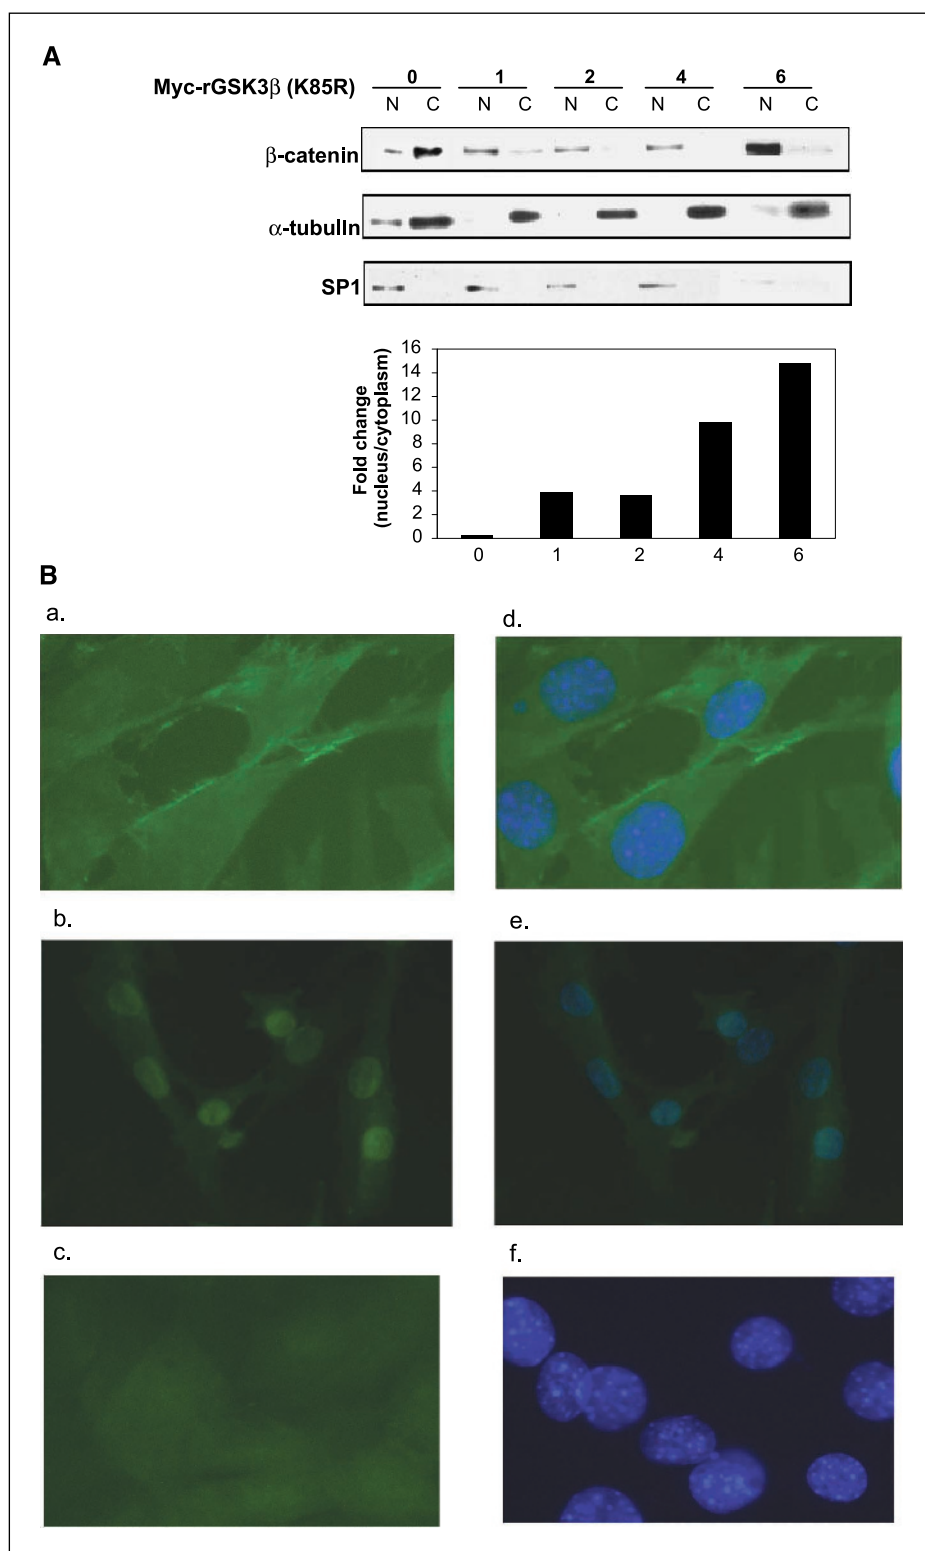 A
Myc-rGSK3β (K85R) 0 1 2 4 6
N C N C N C N C N C
β-catenin
α-tubulin
SP1
Fold change
(nucleus/cytoplasm)
16
14
12
10
8
6
4
2
0
0 1 2 4 6
B
a. d.
b. e.
c. f.